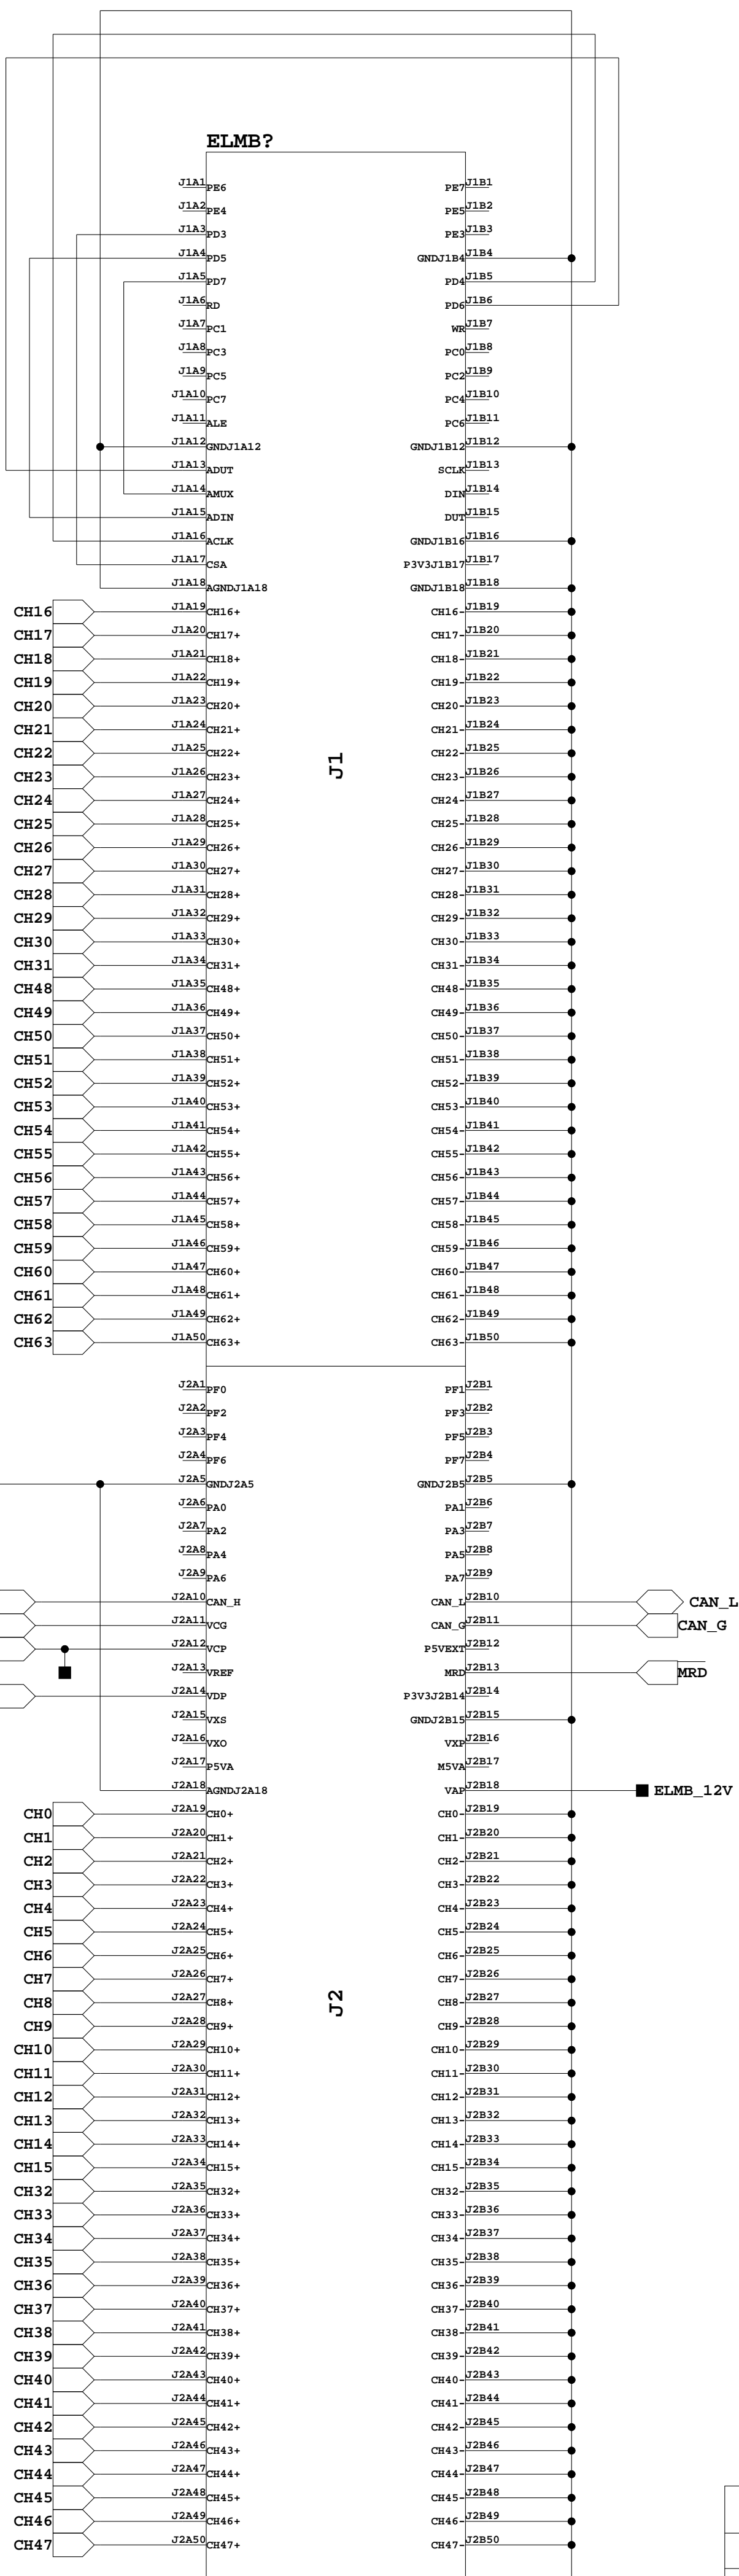 ELMB?
J1A1 PE6 PE7 J1B1
J1A2 PE4 PE5 J1B2
J1A3 PD3 PE3 J1B3
J1A4 PD5 GNDJ1B4 J1B4
J1A5 PD7 PD4 J1B5
J1A6 RD PD6 J1B6
J1A7 PC1 WR J1B7
J1A8 PC3 PC0 J1B8
J1A9 PC5 PC2 J1B9
J1A10 PC7 PC4 J1B10
J1A11 ALE PC6 J1B11
J1A12 GNDJ1A12 GNDJ1B12 J1B12
J1A13 ADUT SCLK J1B13
J1A14 AMUX DIN J1B14
J1A15 ADIN DUT J1B15
J1A16 ACLK GNDJ1B16 J1B16
J1A17 CSA P3V3J1B17 J1B17
J1A18 AGNDJ1A18 GNDJ1B18 J1B18
CH16 J1A19 CH16+ CH16- J1B19
CH17 J1A20 CH17+ CH17- J1B20
CH18 J1A21 CH18+ CH18- J1B21
CH19 J1A22 CH19+ CH19- J1B22
CH20 J1A23 CH20+ CH20- J1B23
CH21 J1A24 CH21+ CH21- J1B24
CH22 J1A25 CH22+ CH22- J1B25
J1
CH23 J1A26 CH23+ CH23- J1B26
CH24 J1A27 CH24+ CH24- J1B27
CH25 J1A28 CH25+ CH25- J1B28
CH26 J1A29 CH26+ CH26- J1B29
CH27 J1A30 CH27+ CH27- J1B30
CH28 J1A31 CH28+ CH28- J1B31
CH29 J1A32 CH29+ CH29- J1B32
CH30 J1A33 CH30+ CH30- J1B33
CH31 J1A34 CH31+ CH31- J1B34
CH48 J1A35 CH48+ CH48- J1B35
CH49 J1A36 CH49+ CH49- J1B36
CH50 J1A37 CH50+ CH50- J1B37
CH51 J1A38 CH51+ CH51- J1B38
CH52 J1A39 CH52+ CH52- J1B39
CH53 J1A40 CH53+ CH53- J1B40
CH54 J1A41 CH54+ CH54- J1B41
CH55 J1A42 CH55+ CH55- J1B42
CH56 J1A43 CH56+ CH56- J1B43
CH57 J1A44 CH57+ CH57- J1B44
CH58 J1A45 CH58+ CH58- J1B45
CH59 J1A46 CH59+ CH59- J1B46
CH60 J1A47 CH60+ CH60- J1B47
CH61 J1A48 CH61+ CH61- J1B48
CH62 J1A49 CH62+ CH62- J1B49
CH63 J1A50 CH63+ CH63- J1B50
J2A1 PF0 PF1 J2B1
J2A2 PF2 PF3 J2B2
J2A3 PF4 PF5 J2B3
J2A4 PF6 PF7 J2B4
J2A5 GNDJ2A5 GNDJ2B5 J2B5
J2A6 PA0 PA1 J2B6
J2A7 PA2 PA3 J2B7
J2A8 PA4 PA5 J2B8
J2A9 PA6 PA7 J2B9
J2A10 CAN_H CAN_L J2B10 CAN_L
J2A11 VCG CAN_G J2B11 CAN_G
J2A12 VCP P5VEXT J2B12
J2A13 VREF MRD J2B13 MRD
J2A14 VDP P3V3J2B14 J2B14
J2A15 VXS GNDJ2B15 J2B15
J2A16 VXO VXP J2B16
J2A17 P5VA M5VA J2B17
J2A18 AGNDJ2A18 VAP J2B18 ELMB_12V
CH0 J2A19 CH0+ CH0- J2B19
CH1 J2A20 CH1+ CH1- J2B20
CH2 J2A21 CH2+ CH2- J2B21
CH3 J2A22 CH3+ CH3- J2B22
CH4 J2A23 CH4+ CH4- J2B23
CH5 J2A24 CH5+ CH5- J2B24
CH6 J2A25 CH6+ CH6- J2B25
CH7 J2A26 CH7+ CH7- J2B26
CH8 J2A27 CH8+ CH8- J2B27
J2
CH9 J2A28 CH9+ CH9- J2B28
CH10 J2A29 CH10+ CH10- J2B29
CH11 J2A30 CH11+ CH11- J2B30
CH12 J2A31 CH12+ CH12- J2B31
CH13 J2A32 CH13+ CH13- J2B32
CH14 J2A33 CH14+ CH14- J2B33
CH15 J2A34 CH15+ CH15- J2B34
CH32 J2A35 CH32+ CH32- J2B35
CH33 J2A36 CH33+ CH33- J2B36
CH34 J2A37 CH34+ CH34- J2B37
CH35 J2A38 CH35+ CH35- J2B38
CH36 J2A39 CH36+ CH36- J2B39
CH37 J2A40 CH37+ CH37- J2B40
CH38 J2A41 CH38+ CH38- J2B41
CH39 J2A42 CH39+ CH39- J2B42
CH40 J2A43 CH40+ CH40- J2B43
CH41 J2A44 CH41+ CH41- J2B44
CH42 J2A45 CH42+ CH42- J2B45
CH43 J2A46 CH43+ CH43- J2B46
CH44 J2A47 CH44+ CH44- J2B47
CH45 J2A48 CH45+ CH45- J2B48
CH46 J2A49 CH46+ CH46- J2B49
CH47 J2A50 CH47+ CH47- J2B50